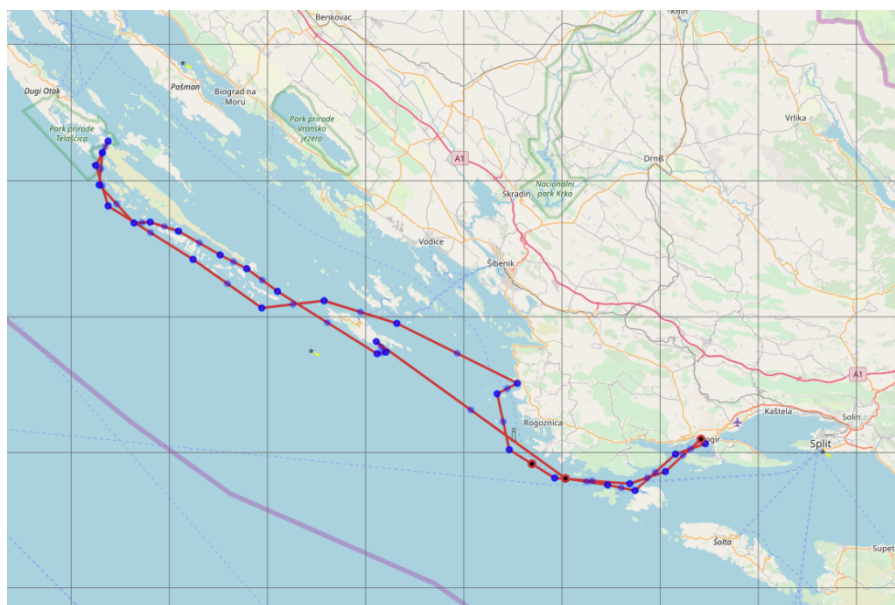 Benkovac
Knin
Pašman
Dugi Otok
Biograd na
Moru
Park prirode
Telašćica
Park prirode
Vransko
jezero
Vrlika
A1
Drniš
Skradin
Nacionalni
park Krka
Vodice
Šibenik
A1
Kaštela
Solin
Rogoznica
Split
Šolta
Supet